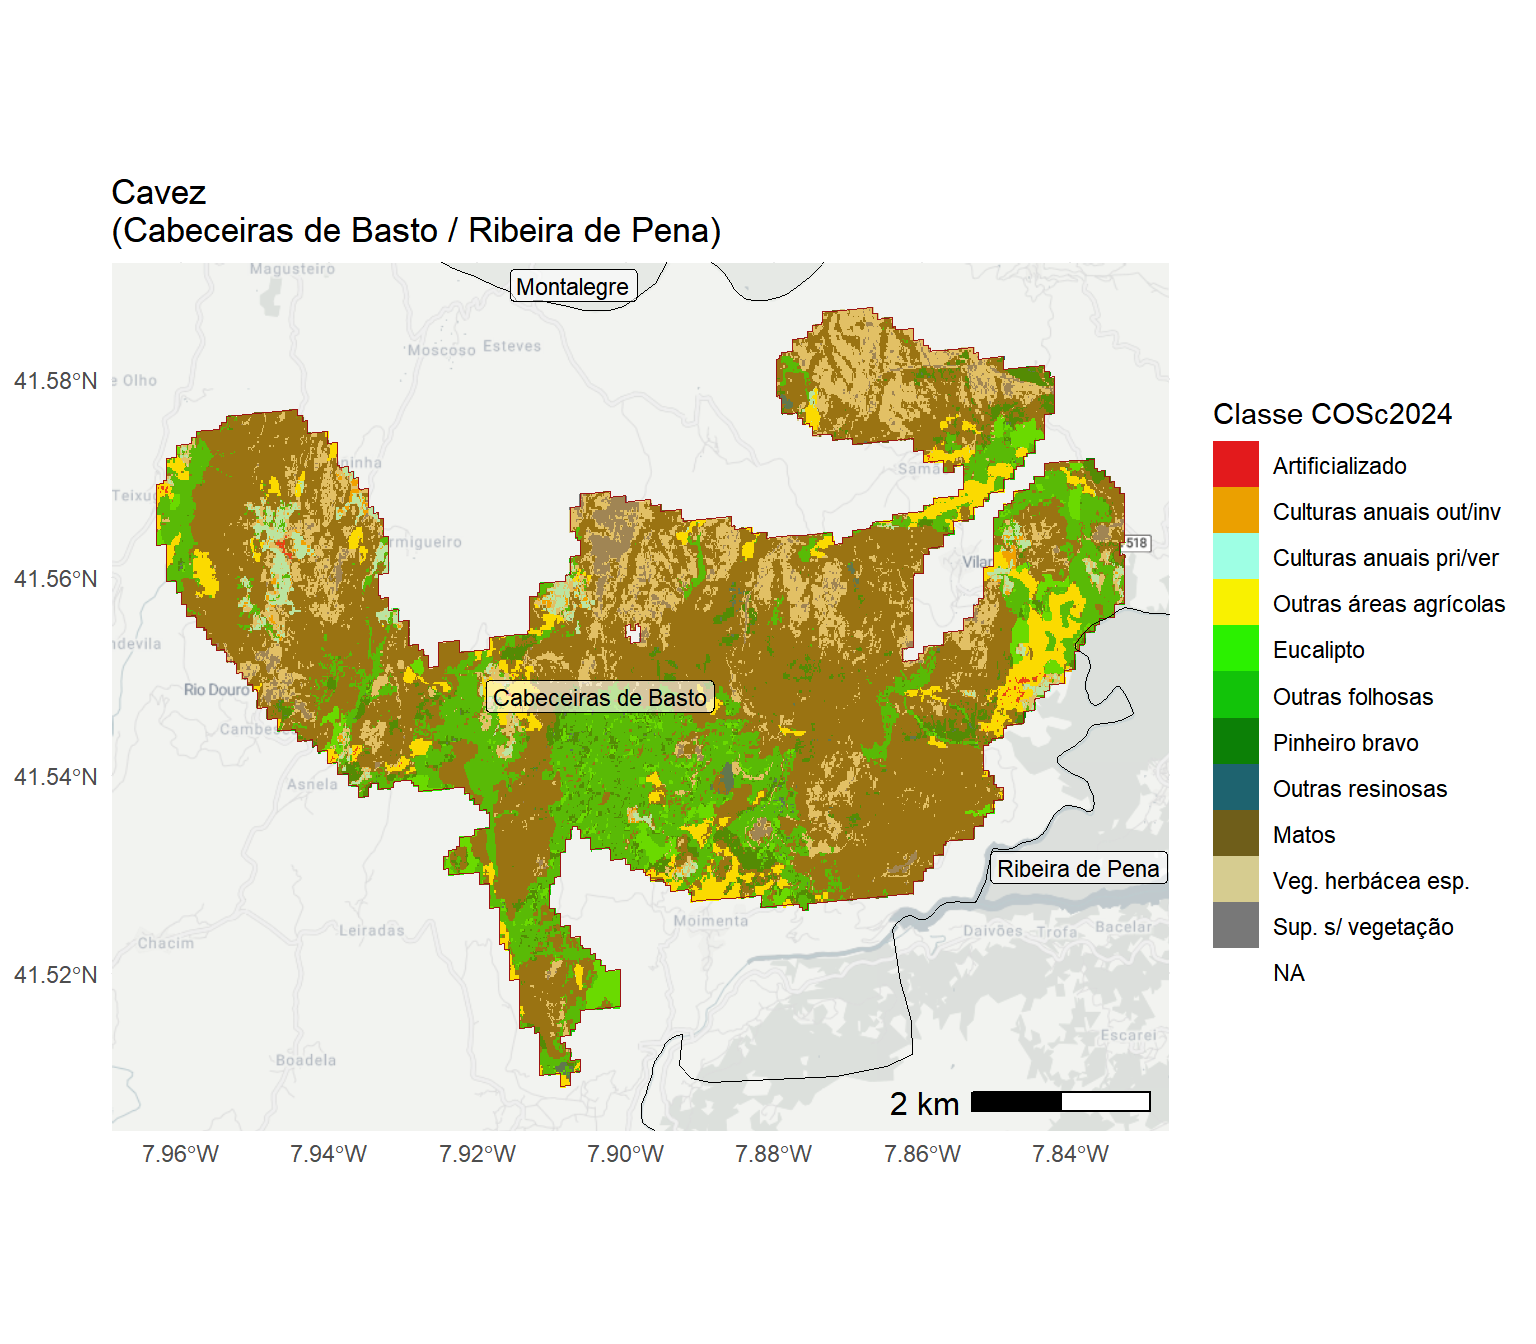 Cavez
(Cabeceiras de Basto / Ribeira de Pena)
Magusteiro
Montalegre
Moscoso
Esteves
41.58°N
e Olho
ninha
Samã
Teixu
rmigueiro
518
Vilar
41.56°N
ndevila
Rio Douro
Cabeceiras de Basto
Cambes
41.54°N
Asnela
Ribeira de Pena
Moimenta
Chacim
Leiradas
Daivões
Trofa
Bacelar
41.52°N
Boadela
Escarei
2 km
7.96°W
7.94°W
7.92°W
7.90°W
7.88°W
7.86°W
7.84°W
Classe COSc2024
Artificializado
Culturas anuais out/inv
Culturas anuais pri/ver
Outras áreas agrícolas
Eucalipto
Outras folhosas
Pinheiro bravo
Outras resinosas
Matos
Veg. herbácea esp.
Sup. s/ vegetação
NA